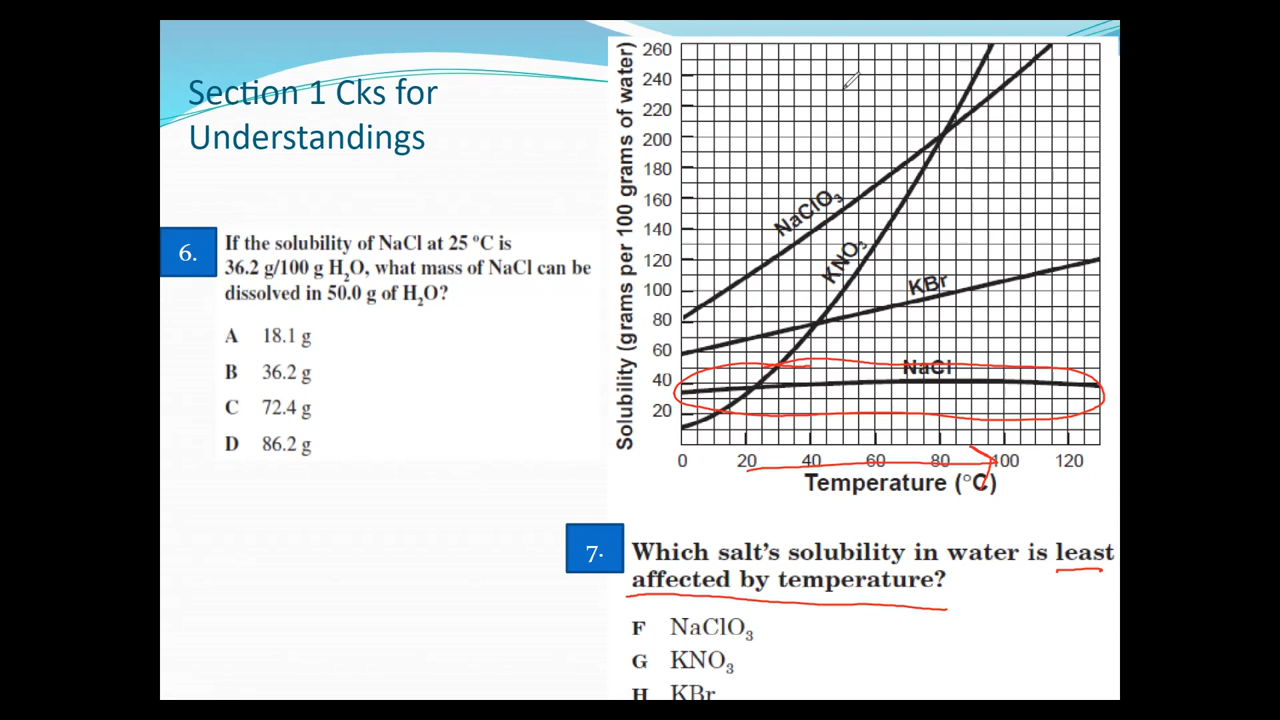 Section 1 Cks for
Understandings
6.
If the solubility of NaCl at 25 °C is
36.2 g/100 g H₂O, what mass of NaCl can be
dissolved in 50.0 g of H₂O?
A 18.1 g
B 36.2 g
C 72.4 g
D 86.2 g
Solubility (grams per 100 grams of water)
260
240
220
200
180
160
140
120
100
80
60
40
20
NaClO₃
KNO₃
KBr
NaCl
0 20 40 60 80 100 120
Temperature (°C)
7.
Which salt's solubility in water is least
affected by temperature?
F NaClO₃
G KNO₃
H KBr